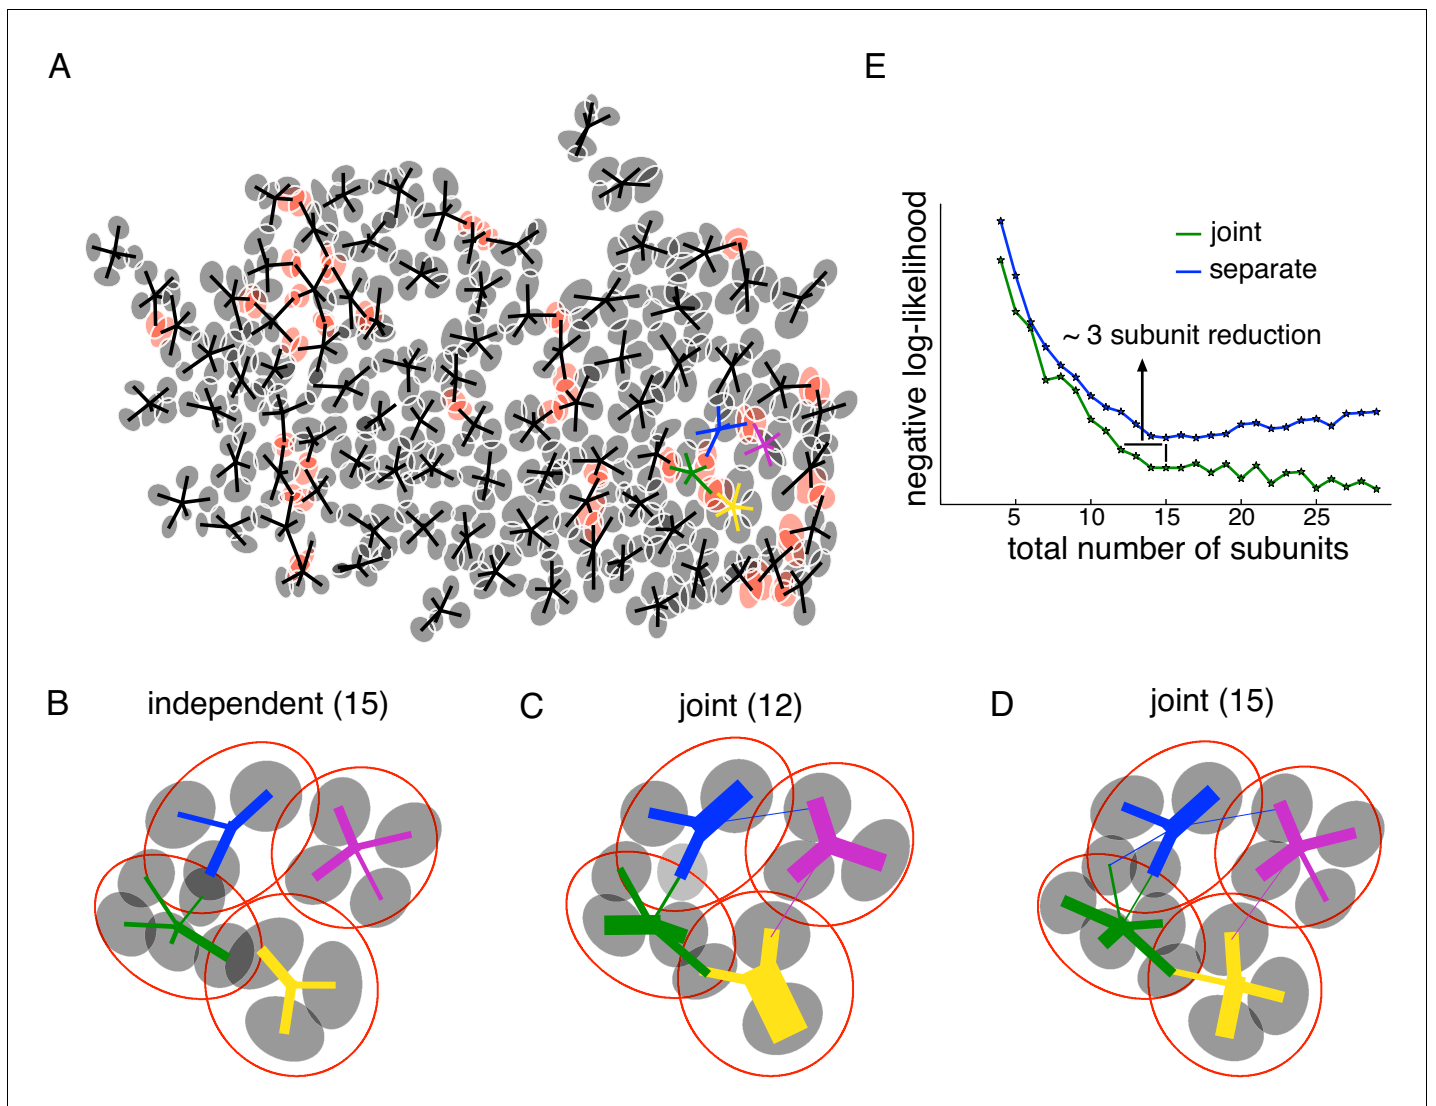 A
E
negative log-likelihood
joint
separate
~ 3 subunit reduction
5 10 15 20 25
total number of subunits
B
independent (15)
C
joint (12)
D
joint (15)